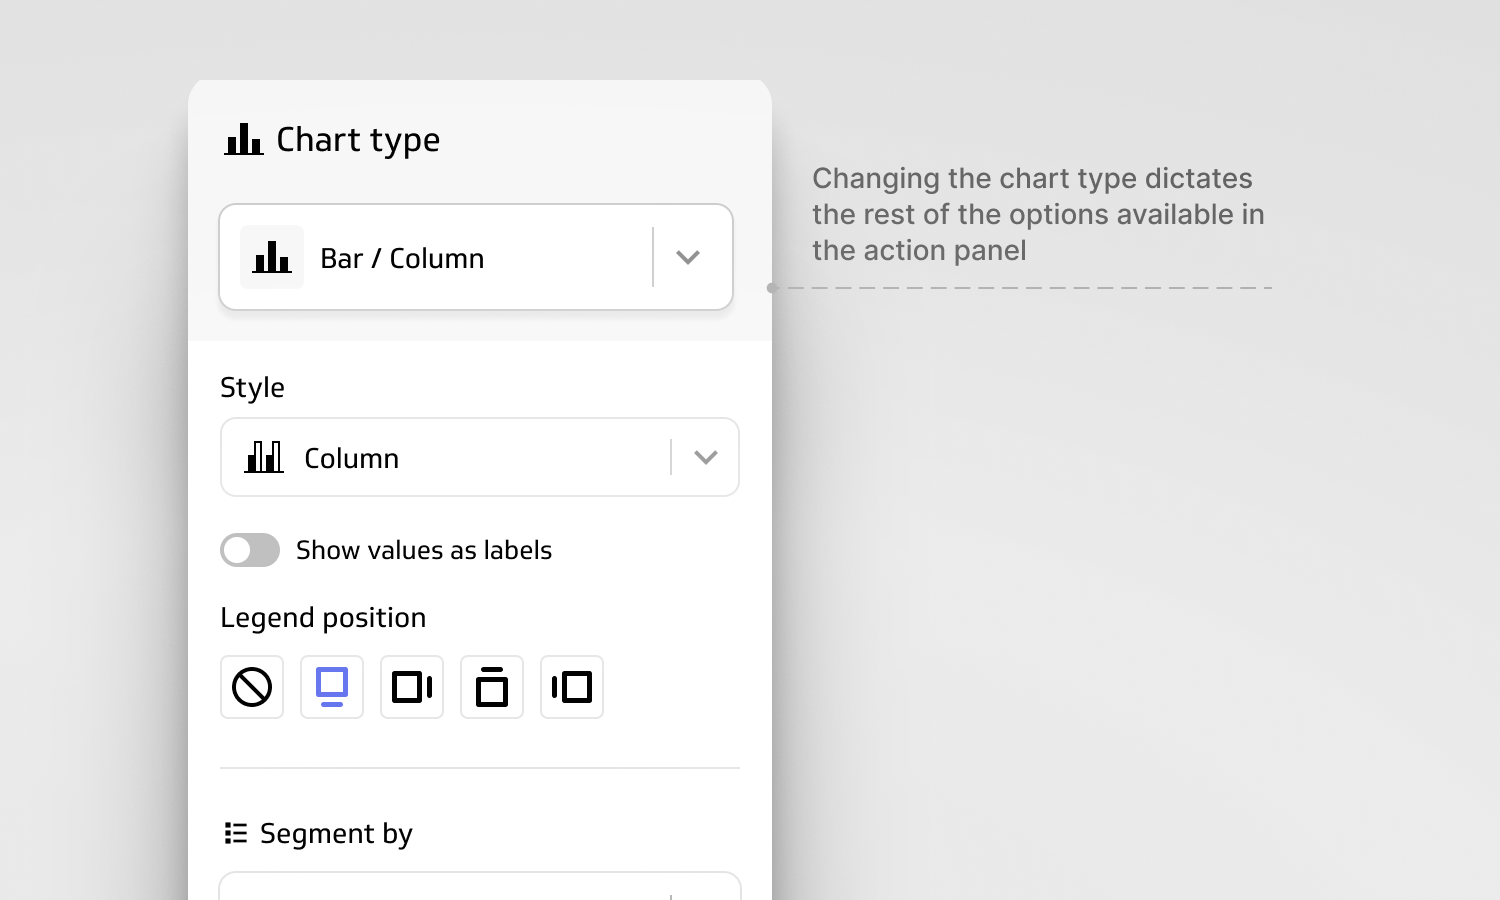 Chart type
Changing the chart type dictates
the rest of the options available in
the action panel
Bar / Column
Style
Column
Show values as labels
Legend position
Segment by